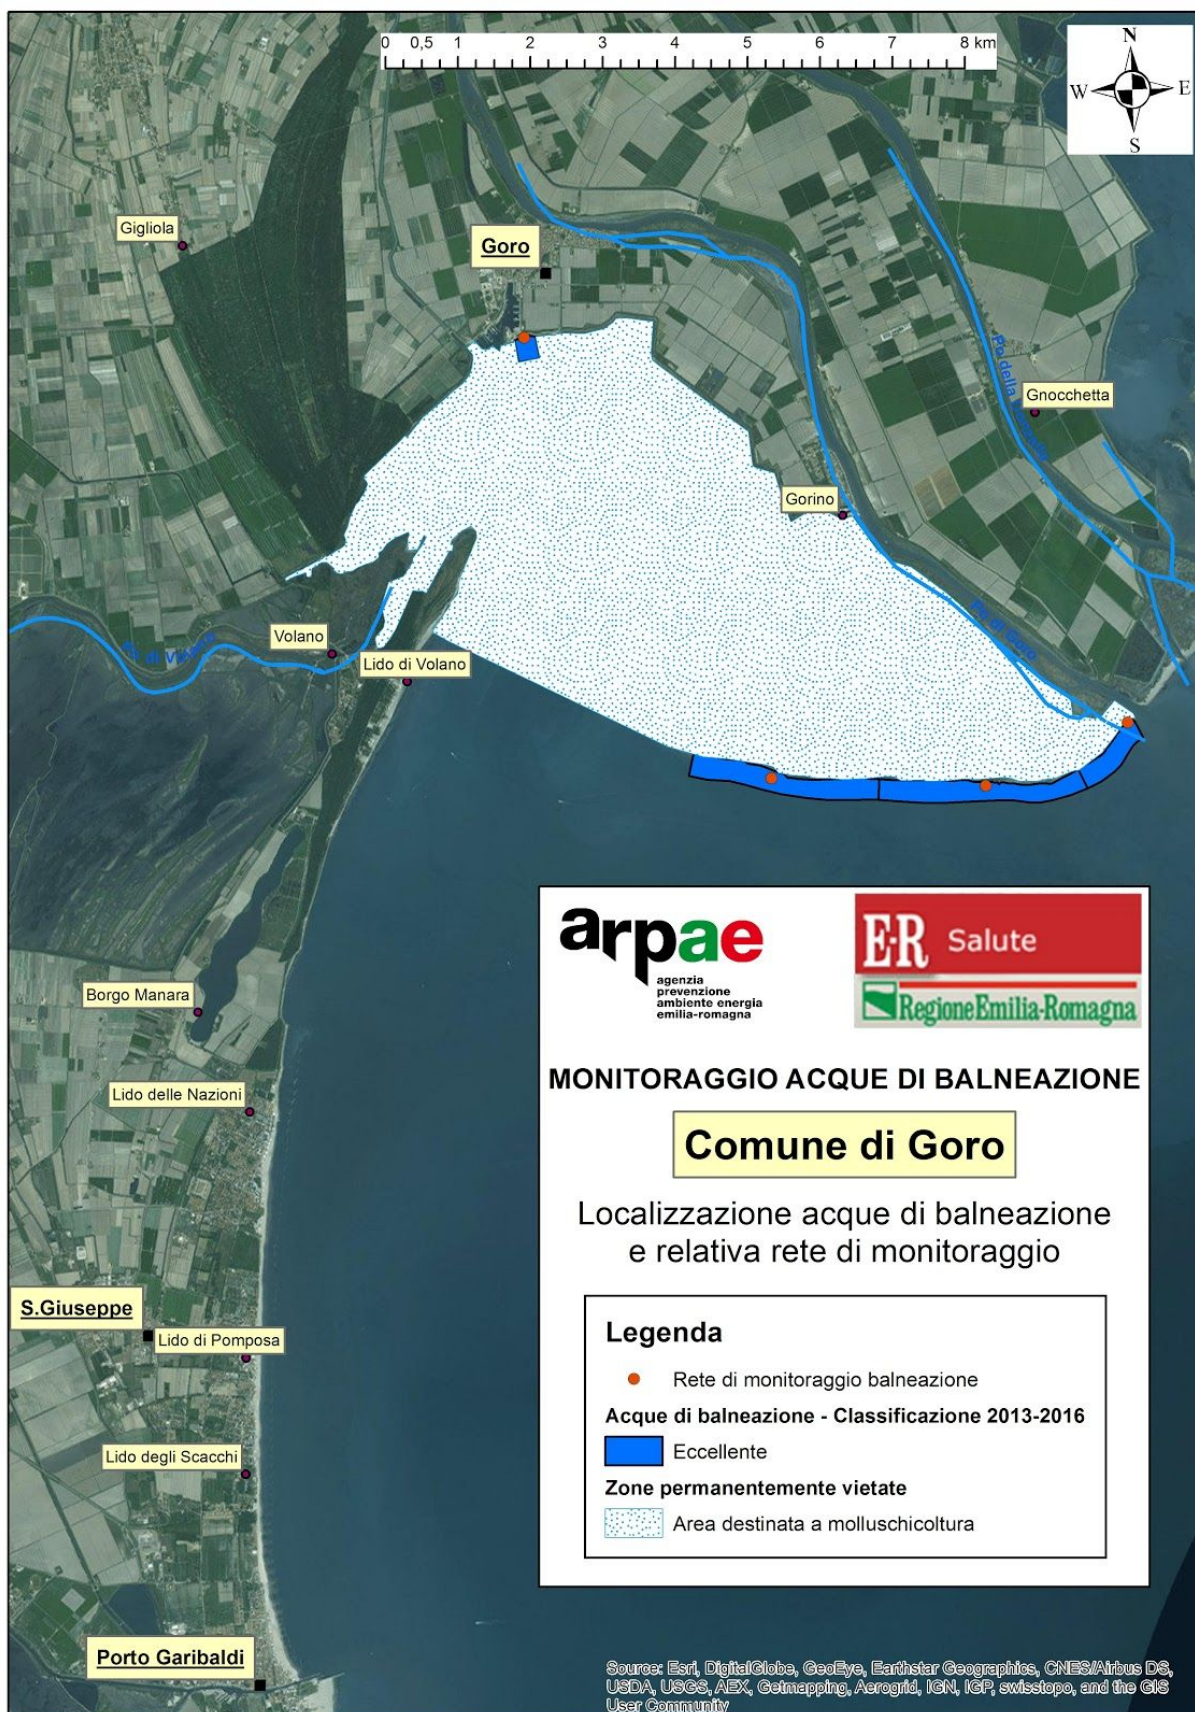 0 0,5 1 2 3 4 5 6 7 8 km
N
W E
S
Gigliola
Goro
Po della
Gnocchetta
Gorino
Po di Goro
Po di Volano
Volano
Lido di Volano
Borgo Manara
Lido delle Nazioni
S.Giuseppe
Lido di Pomposa
Lido degli Scacchi
Porto Garibaldi
arpae
agenzia
prevenzione
ambiente energia
emilia-romagna
E-R Salute
RegioneEmilia-Romagna
MONITORAGGIO ACQUE DI BALNEAZIONE
Comune di Goro
Localizzazione acque di balneazione
e relativa rete di monitoraggio
Legenda
Rete di monitoraggio balneazione
Acque di balneazione - Classificazione 2013-2016
Eccellente
Zone permanentemente vietate
Area destinata a molluschicoltura
Source: Esri, DigitalGlobe, GeoEye, Earthstar Geographics, CNES/Airbus DS,
USDA, USGS, AEX, Getmapping, Aerogrid, IGN, IGP, swisstopo, and the GIS
User Community